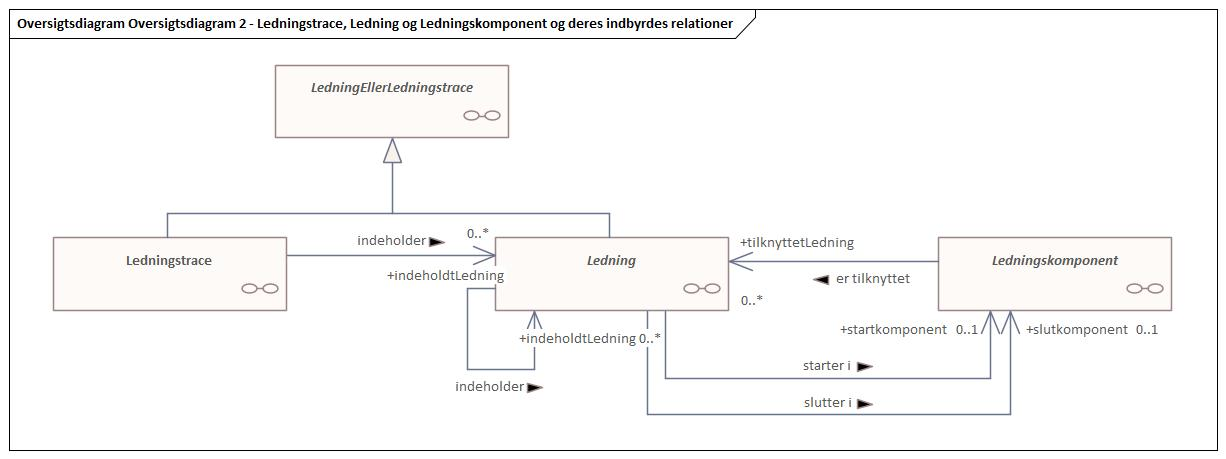 Oversigtsdiagram Oversigtsdiagram 2 - Ledningstrace, Ledning og Ledningskomponent og deres indbyrdes relationer
LedningEllerLedningstrace
Ledningstrace
indeholder
0..*
+indeholdtLedning
Ledning
+tilknyttetLedning
er tilknyttet
0..*
Ledningskomponent
+indeholdtLedning 0..*
indeholder
+startkomponent 0..1
+slutkomponent 0..1
starter i
slutter i